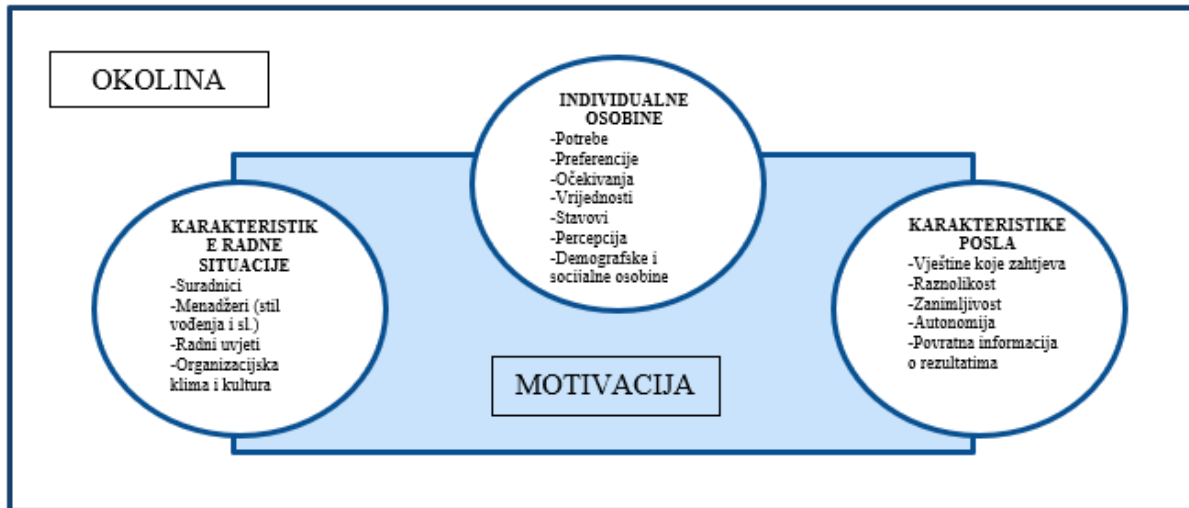 OKOLINA
INDIVIDUALNE
OSOBINE
-Potrebe
-Preferencije
-Očekivanja
-Vrijednosti
-Stavovi
-Percepcija
-Demografske i
socijalne osobine
KARAKTERISTIK
E RADNE
SITUACIJE
-Suradnici
-Menadžeri (stil
vođenja i sl.)
-Radni uvjeti
-Organizacijska
klima i kultura
KARAKTERISTIKE
POSLA
-Vještine koje zahtjeva
-Raznolikost
-Zanimljivost
-Autonomija
-Povratna informacija
o rezultatima
MOTIVACIJA